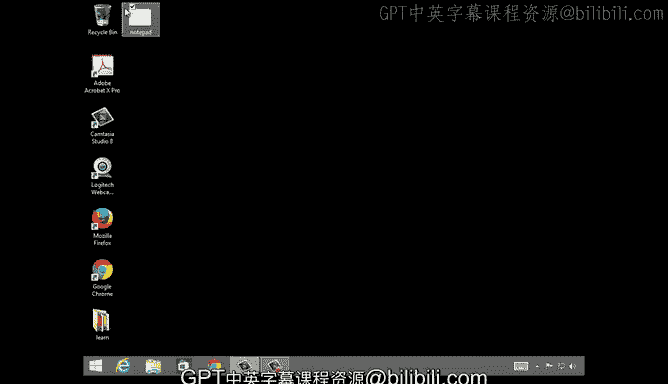 GPT中英字幕课程资源@bilibili.com
Recycle Bin
notepad
Adobe
Acrobat X Pro
Camtasia
Studio 8
Logitech
Webca...
Mozilla
Firefox
Google
Chrome
learn
GPT中英字幕课程资源@bilibili.com